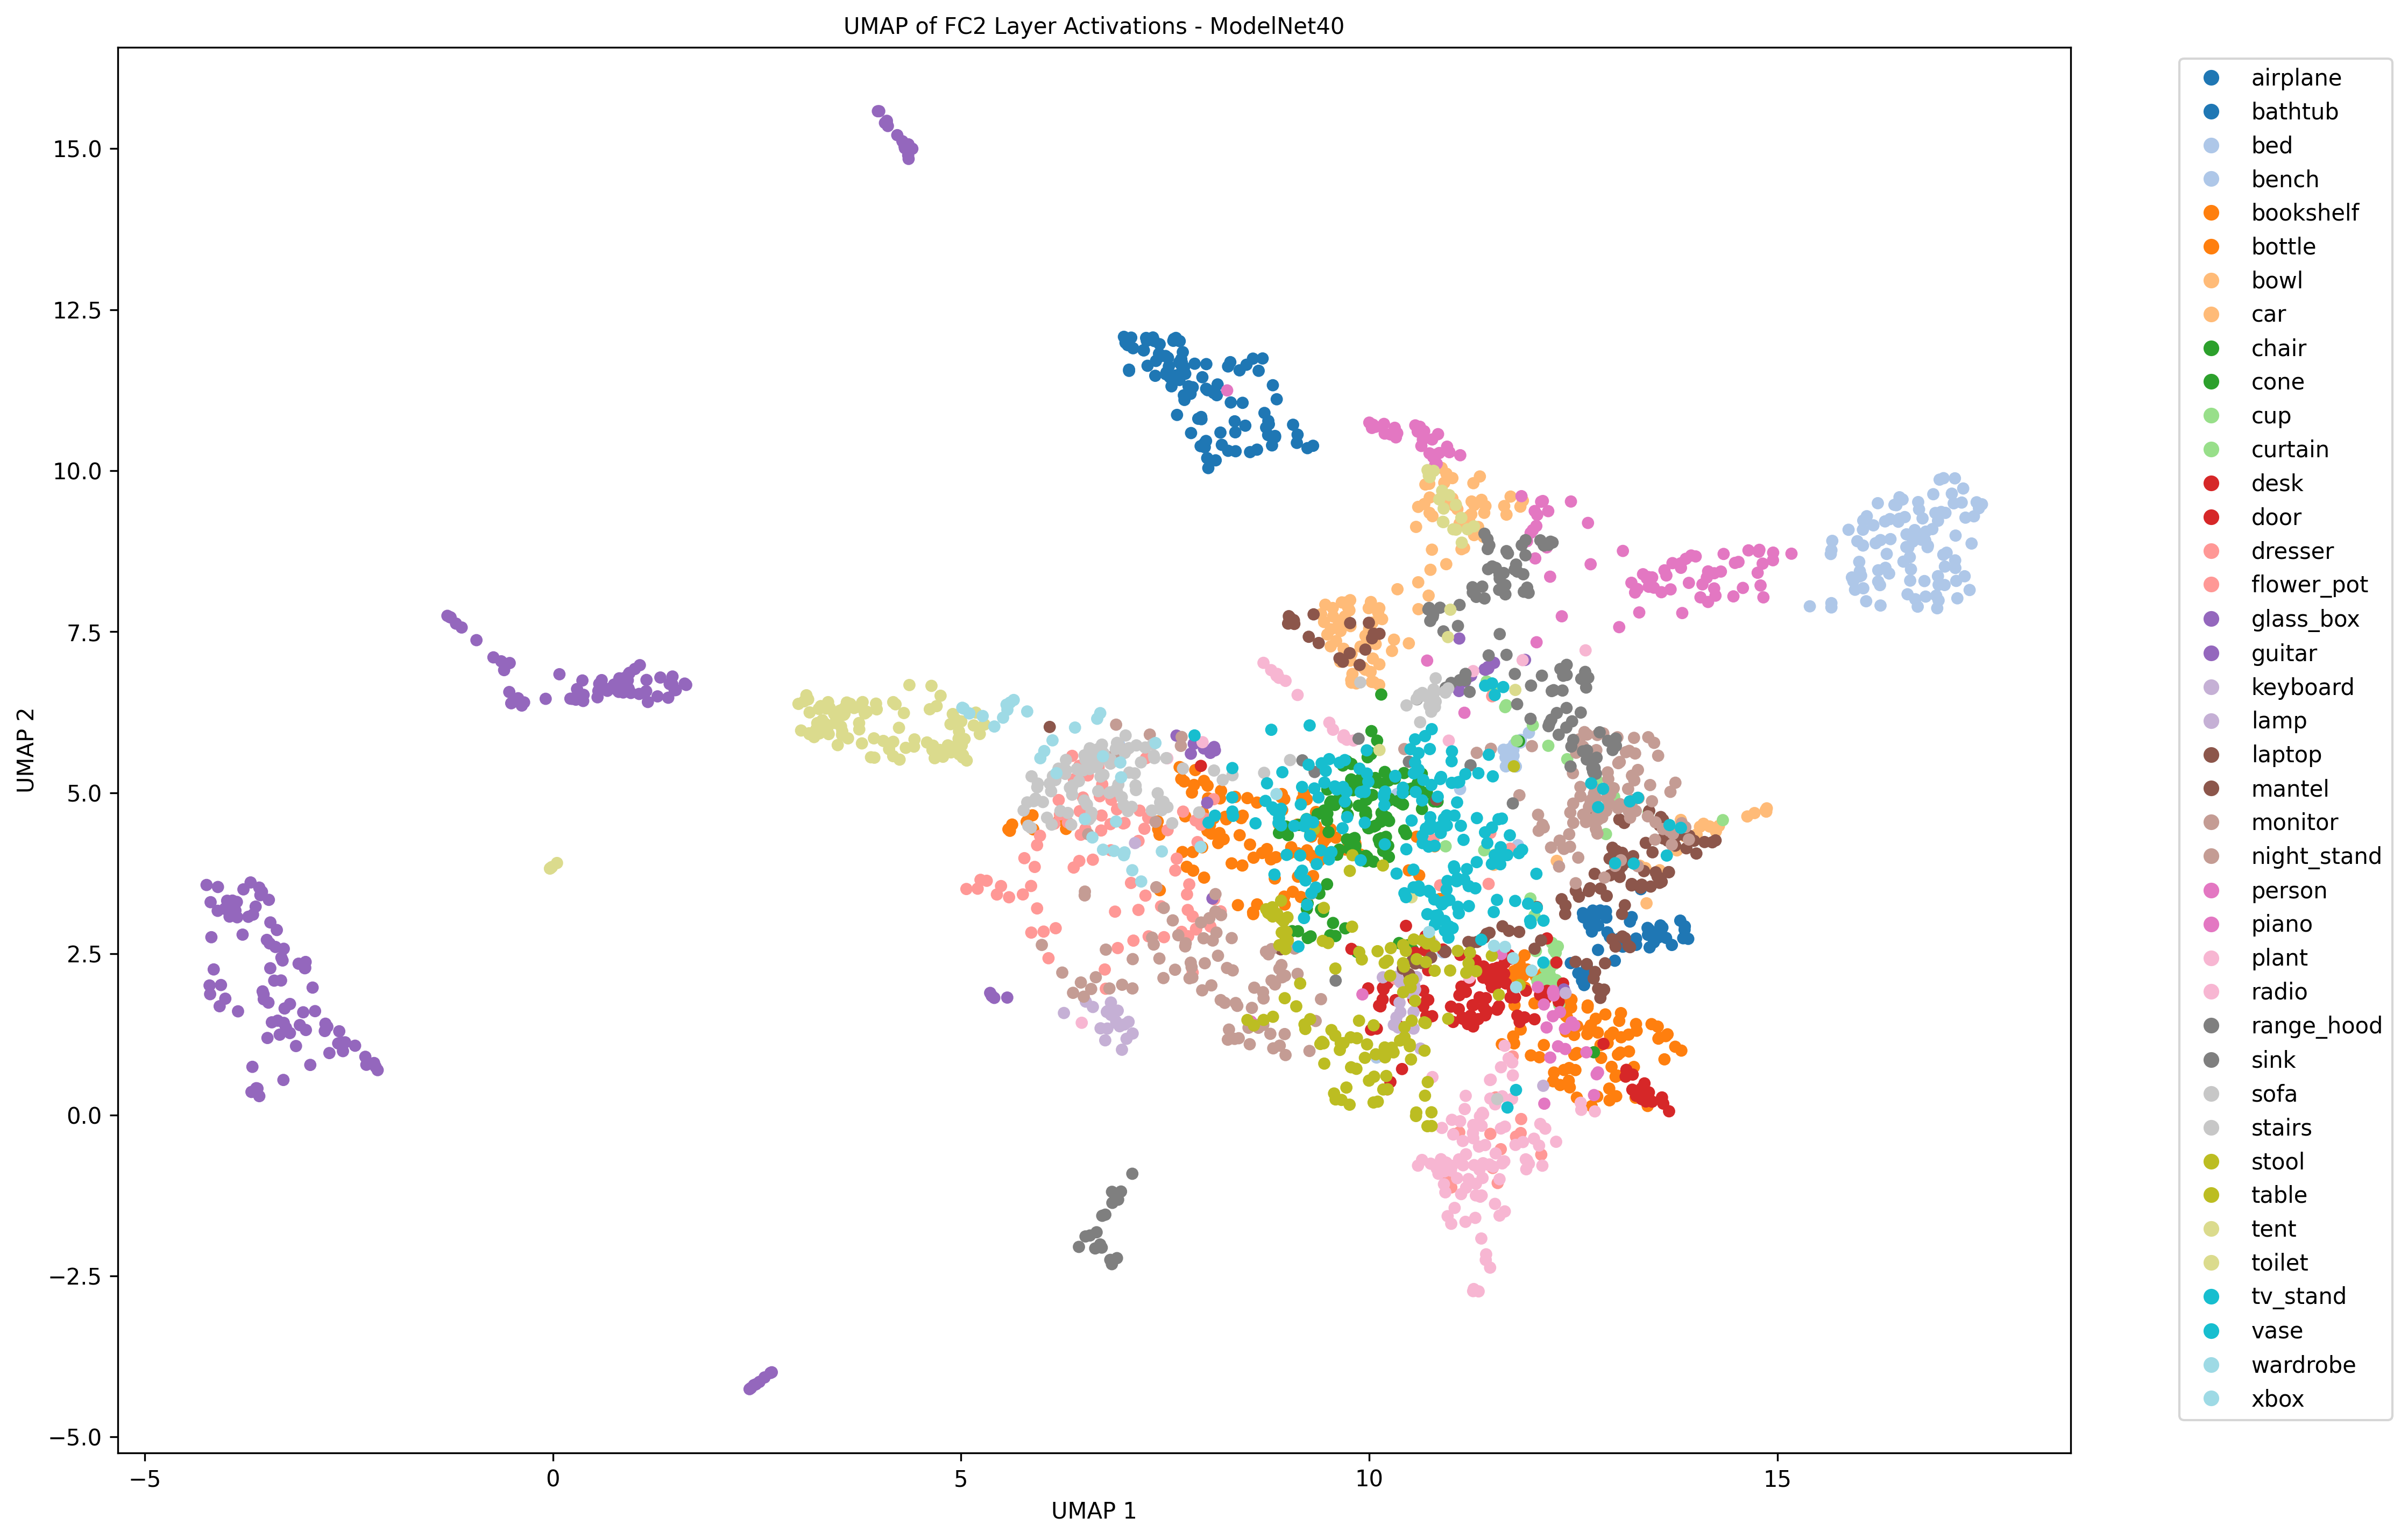 UMAP of FC2 Layer Activations - ModelNet40
15.0
12.5
10.0
7.5
5.0
2.5
0.0
−2.5
−5.0
UMAP 2
−5
0
5
10
15
UMAP 1
airplane
bathtub
bed
bench
bookshelf
bottle
bowl
car
chair
cone
cup
curtain
desk
door
dresser
flower_pot
glass_box
guitar
keyboard
lamp
laptop
mantel
monitor
night_stand
person
piano
plant
radio
range_hood
sink
sofa
stairs
stool
table
tent
toilet
tv_stand
vase
wardrobe
xbox